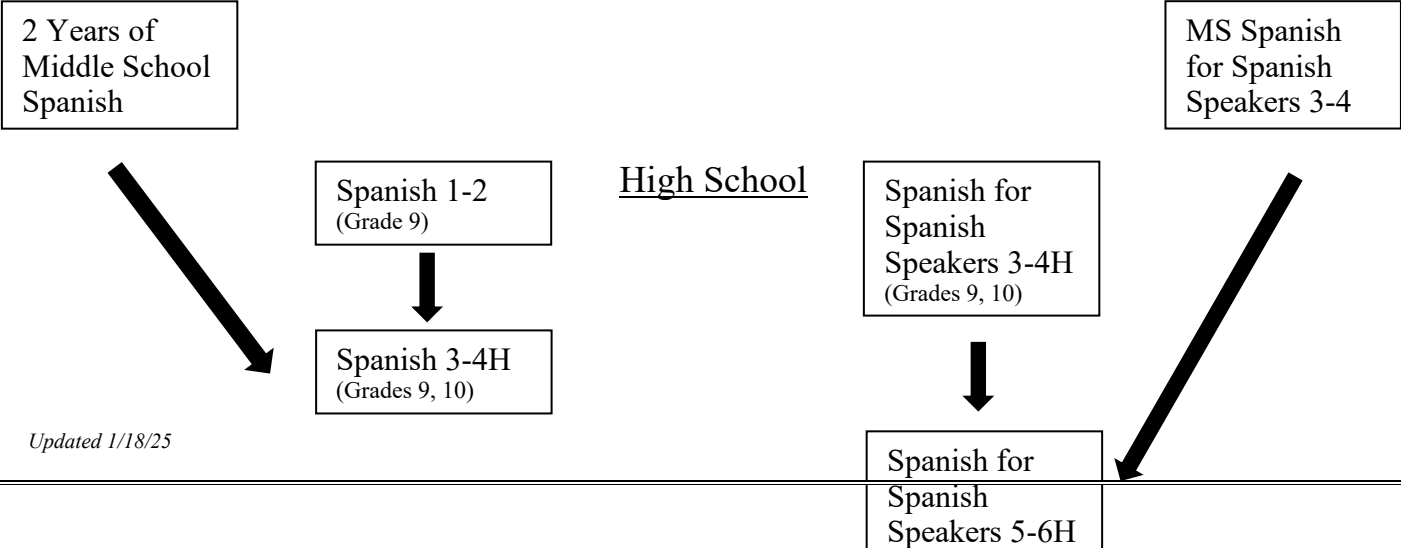 2 Years of
Middle School
Spanish
MS Spanish
for Spanish
Speakers 3-4
Spanish 1-2
(Grade 9)
High School
Spanish for
Spanish
Speakers 3-4H
(Grades 9, 10)
Spanish 3-4H
(Grades 9, 10)
Updated 1/18/25
Spanish for
Spanish
Speakers 5-6H